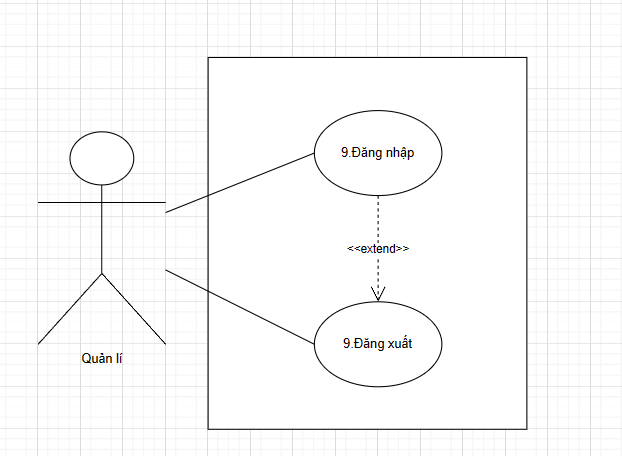 9.Đăng nhập
<<extend>>
9.Đăng xuất
Quản lí